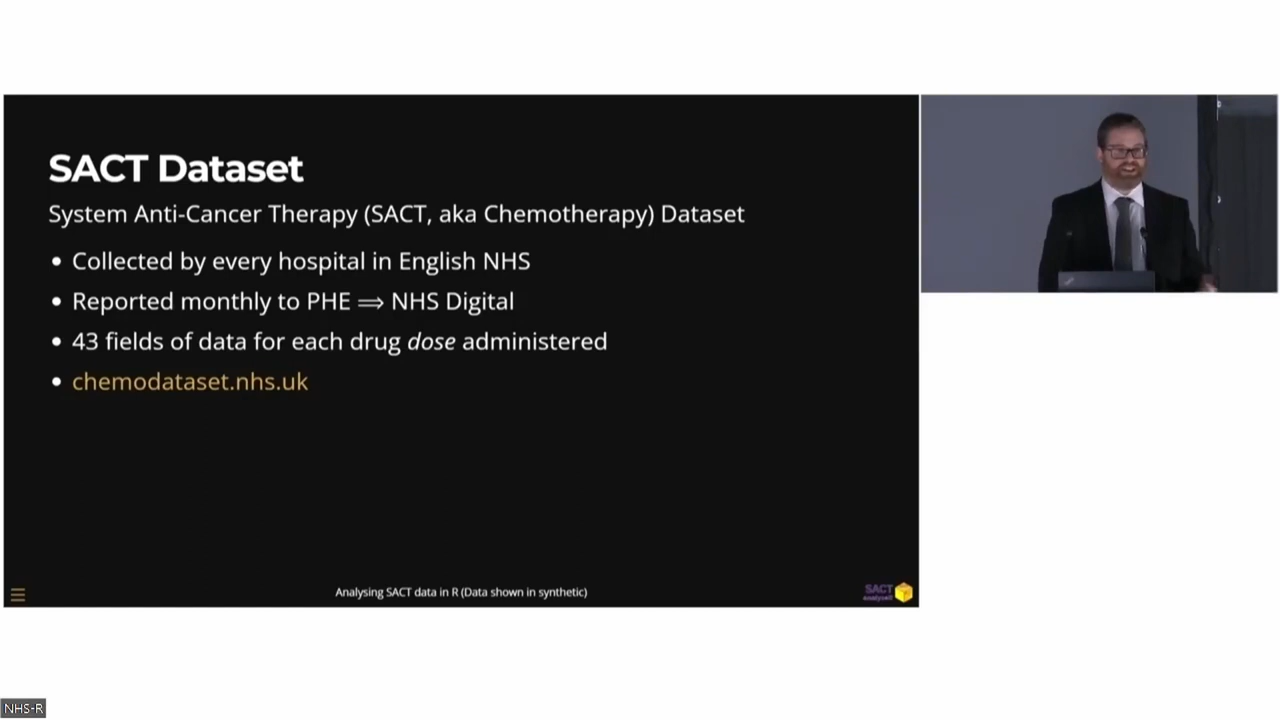 SACT Dataset
System Anti-Cancer Therapy (SACT, aka Chemotherapy) Dataset
• Collected by every hospital in English NHS
• Reported monthly to PHE ⟹ NHS Digital
• 43 fields of data for each drug dose administered
• chemodataset.nhs.uk
Analysing SACT data in R (Data shown in synthetic)
SACT
NHS-R